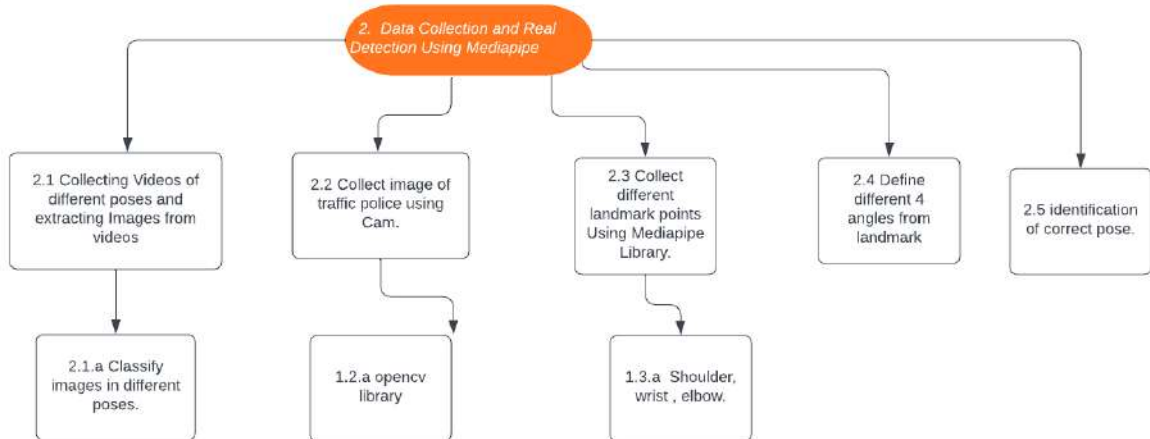 2. Data Collection and Real
Detection Using Mediapipe
2.1 Collecting Videos of
different poses and
extracting Images from
videos
2.2 Collect image of
traffic police using
Cam.
2.3 Collect
different
landmark points
Using Mediapipe
Library.
2.4 Define
different 4
angles from
landmark
2.5 identification
of correct pose.
2.1.a Classify
images in different
poses.
1.2.a opencv
library
1.3.a Shoulder,
wrist , elbow.